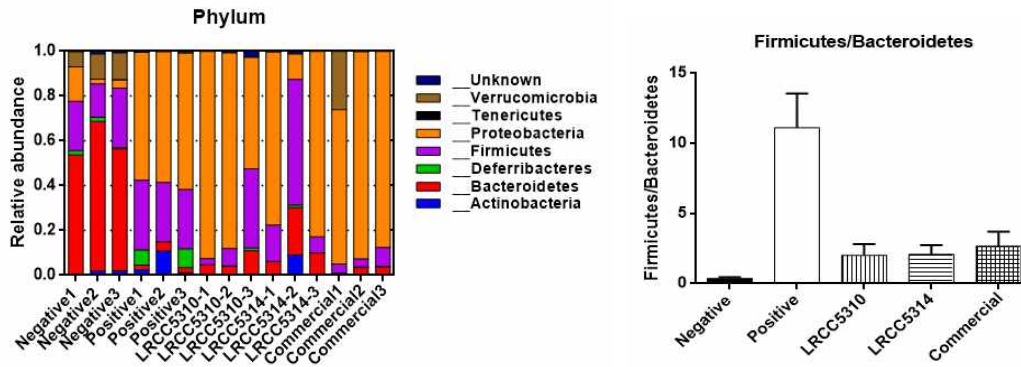 Phylum
Relative abundance
1.0
0.8
0.6
0.4
0.2
0.0
Negative1
Negative2
Negative3
Positive1
Positive2
Positive3
LRCC5310-1
LRCC5310-2
LRCC5310-3
LRCC5314-1
LRCC5314-2
LRCC5314-3
Commercial1
Commercial2
Commercial3
__Unknown
__Verrucomicrobia
__Tenericutes
__Proteobacteria
__Firmicutes
__Deferribacteres
__Bacteroidetes
__Actinobacteria
Firmicutes/Bacteroidetes
Firmicutes/Bacteroidetes
15
10
5
0
Negative
Positive
LRCC5310
LRCC5314
Commercial